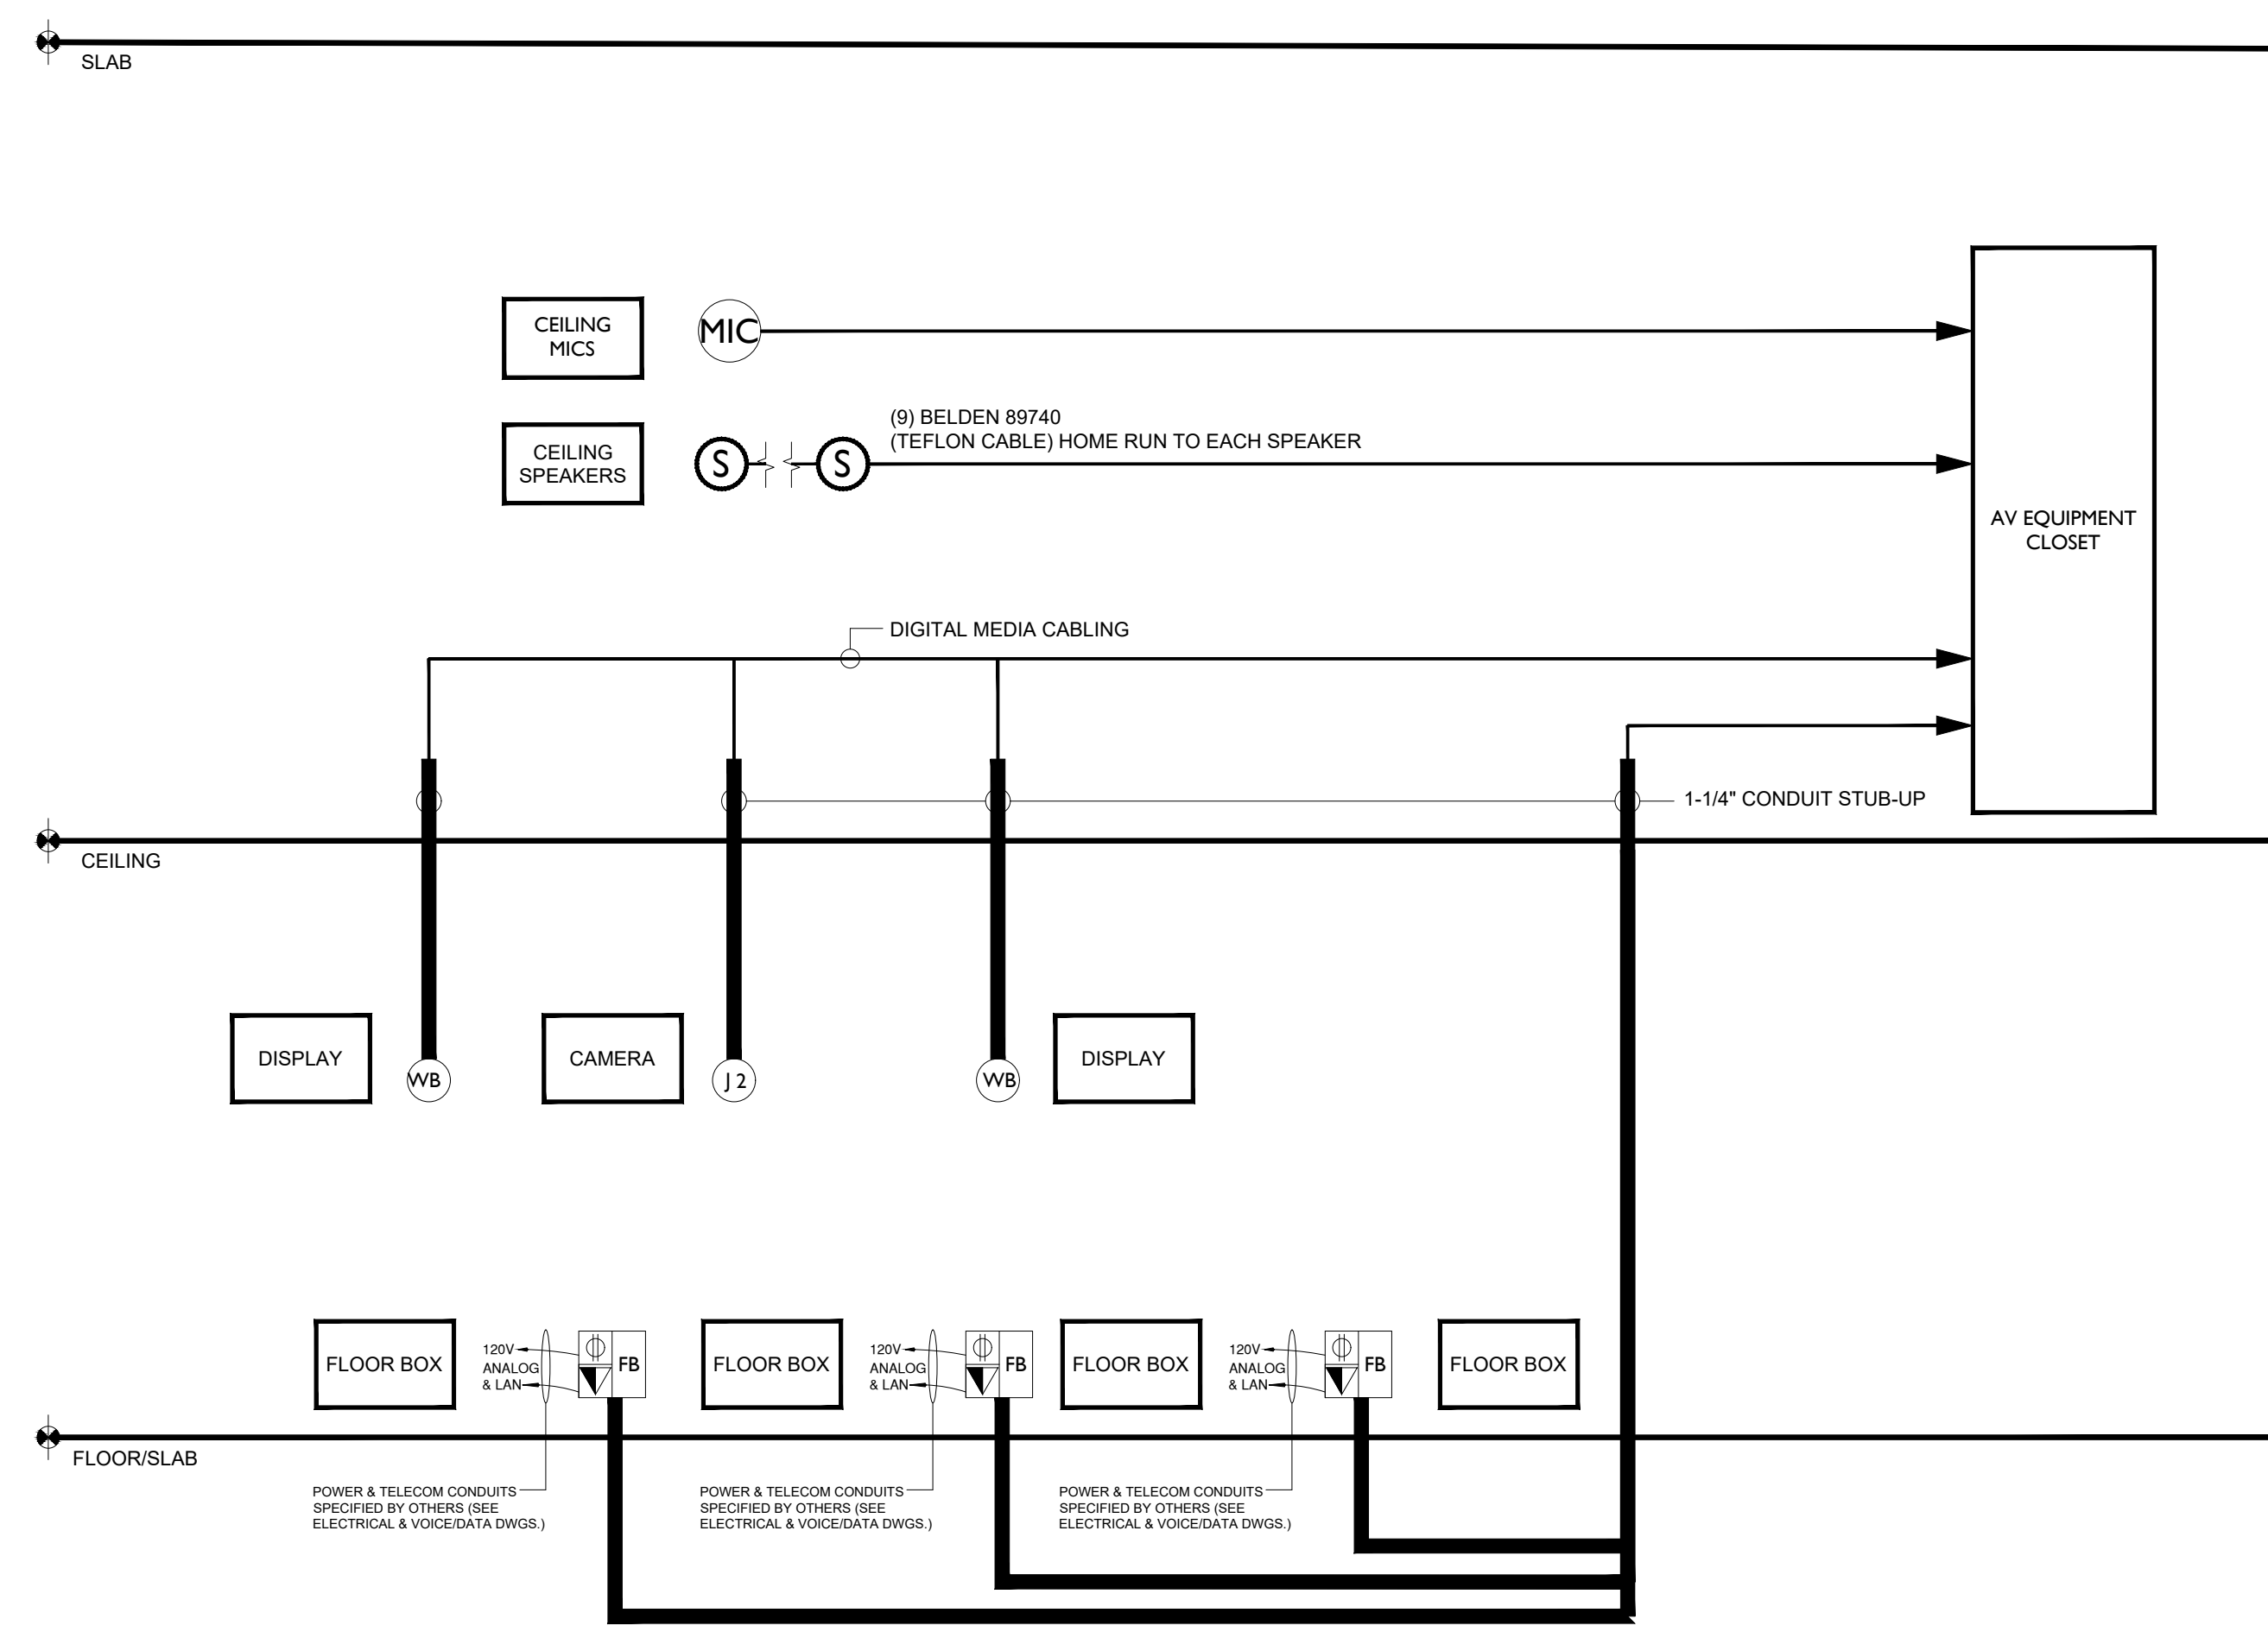 SLAB
CEILING
MICS
MIC
(9) BELDEN 89740
(TEFLON CABLE) HOME RUN TO EACH SPEAKER
CEILING
SPEAKERS
S
S
AV EQUIPMENT
CLOSET
DIGITAL MEDIA CABLING
1-1/4" CONDUIT STUB-UP
CEILING
DISPLAY
WB
CAMERA
J 2
WB
DISPLAY
FLOOR BOX
120V
ANALOG
& LAN
FB
FLOOR BOX
120V
ANALOG
& LAN
FB
FLOOR BOX
120V
ANALOG
& LAN
FB
FLOOR BOX
FLOOR/SLAB
POWER & TELECOM CONDUITS
SPECIFIED BY OTHERS (SEE
ELECTRICAL & VOICE/DATA DWGS.)
POWER & TELECOM CONDUITS
SPECIFIED BY OTHERS (SEE
ELECTRICAL & VOICE/DATA DWGS.)
POWER & TELECOM CONDUITS
SPECIFIED BY OTHERS (SEE
ELECTRICAL & VOICE/DATA DWGS.)